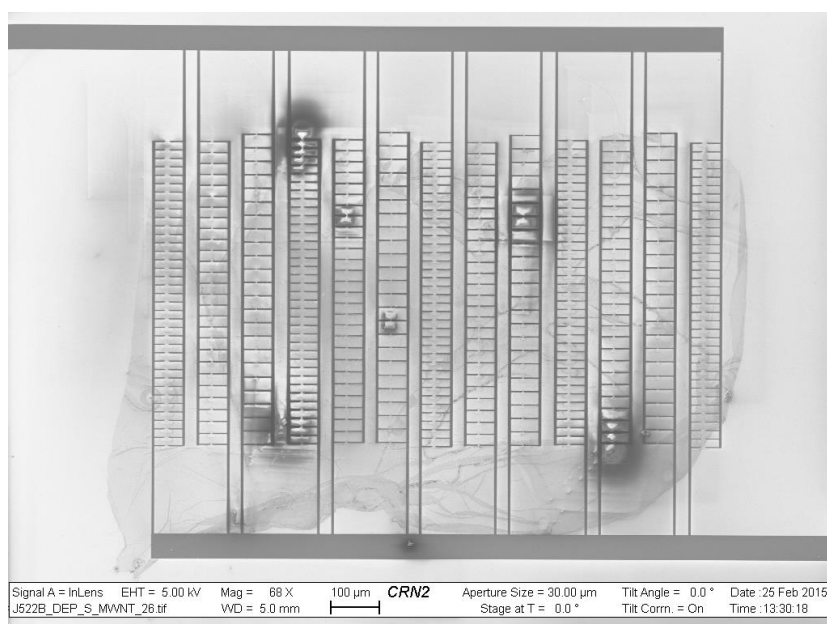 Signal A = InLens EHT = 5.00 kV Mag = 68 X 100 µm CRN2 Aperture Size = 30.00 µm Tilt Angle = 0.0 ° Date :25 Feb 2015
J522B_DEP_S_MWNT_26.tif WD = 5.0 mm Stage at T = 0.0 ° Tilt Corrn. = On Time :13:30:18